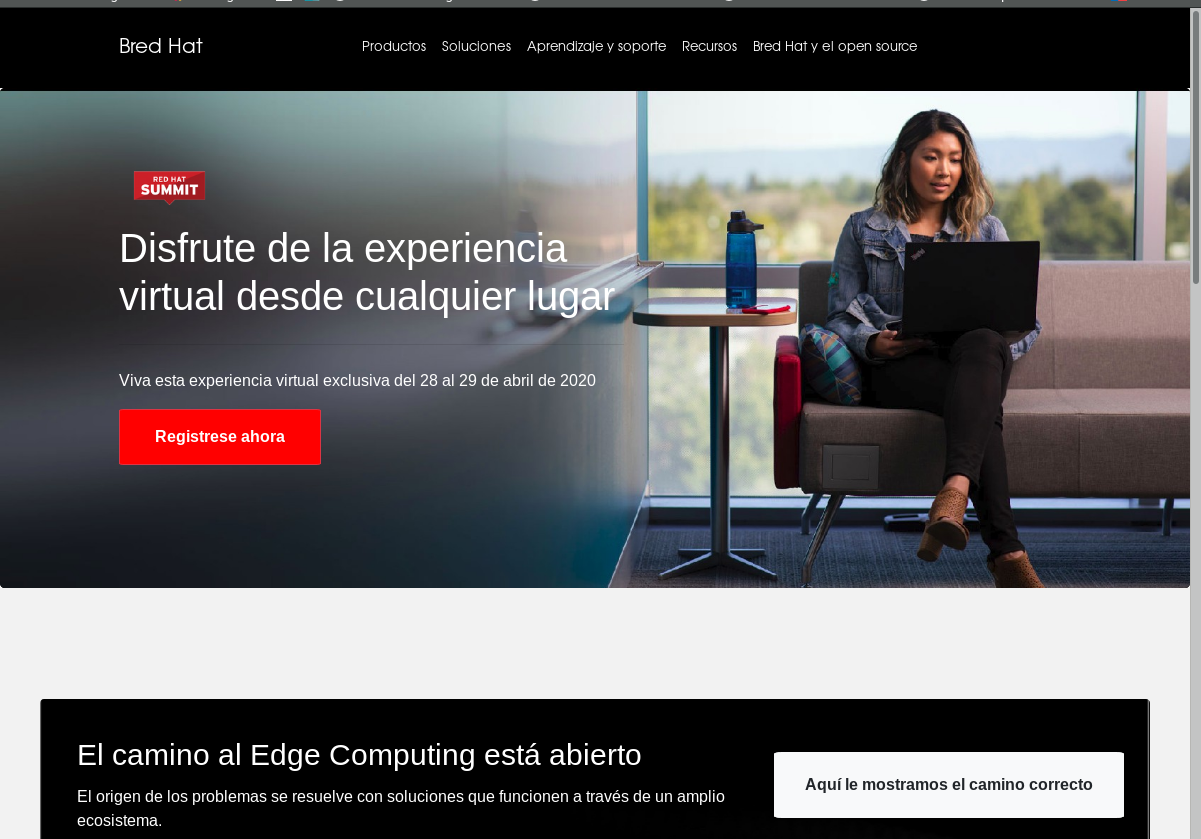 Bred Hat
Productos Soluciones Aprendizaje y soporte Recursos Bred Hat y el open source
RED HAT
SUMMIT
Disfrute de la experiencia
virtual desde cualquier lugar
Viva esta experiencia virtual exclusiva del 28 al 29 de abril de 2020
Registrese ahora
El camino al Edge Computing está abierto
El origen de los problemas se resuelve con soluciones que funcionen a través de un amplio
ecosistema.
Aquí le mostramos el camino correcto